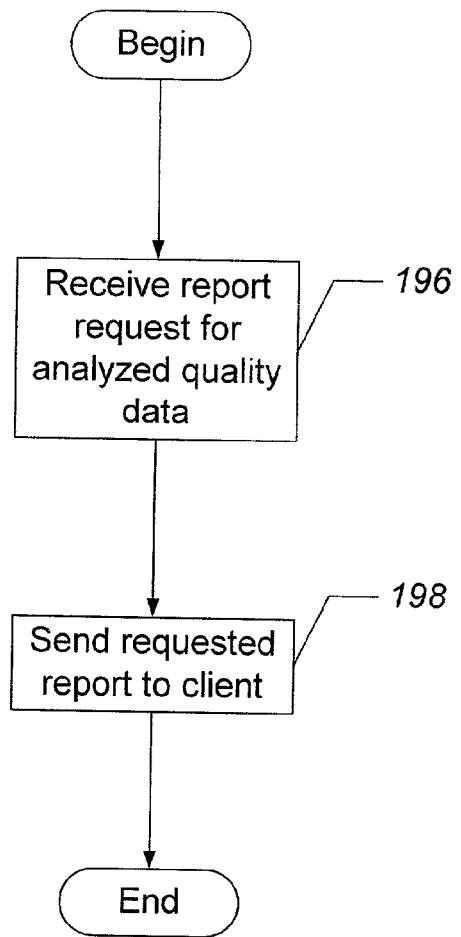 Begin
Receive report
request for
analyzed quality
data
196
Send requested
report to client
198
End